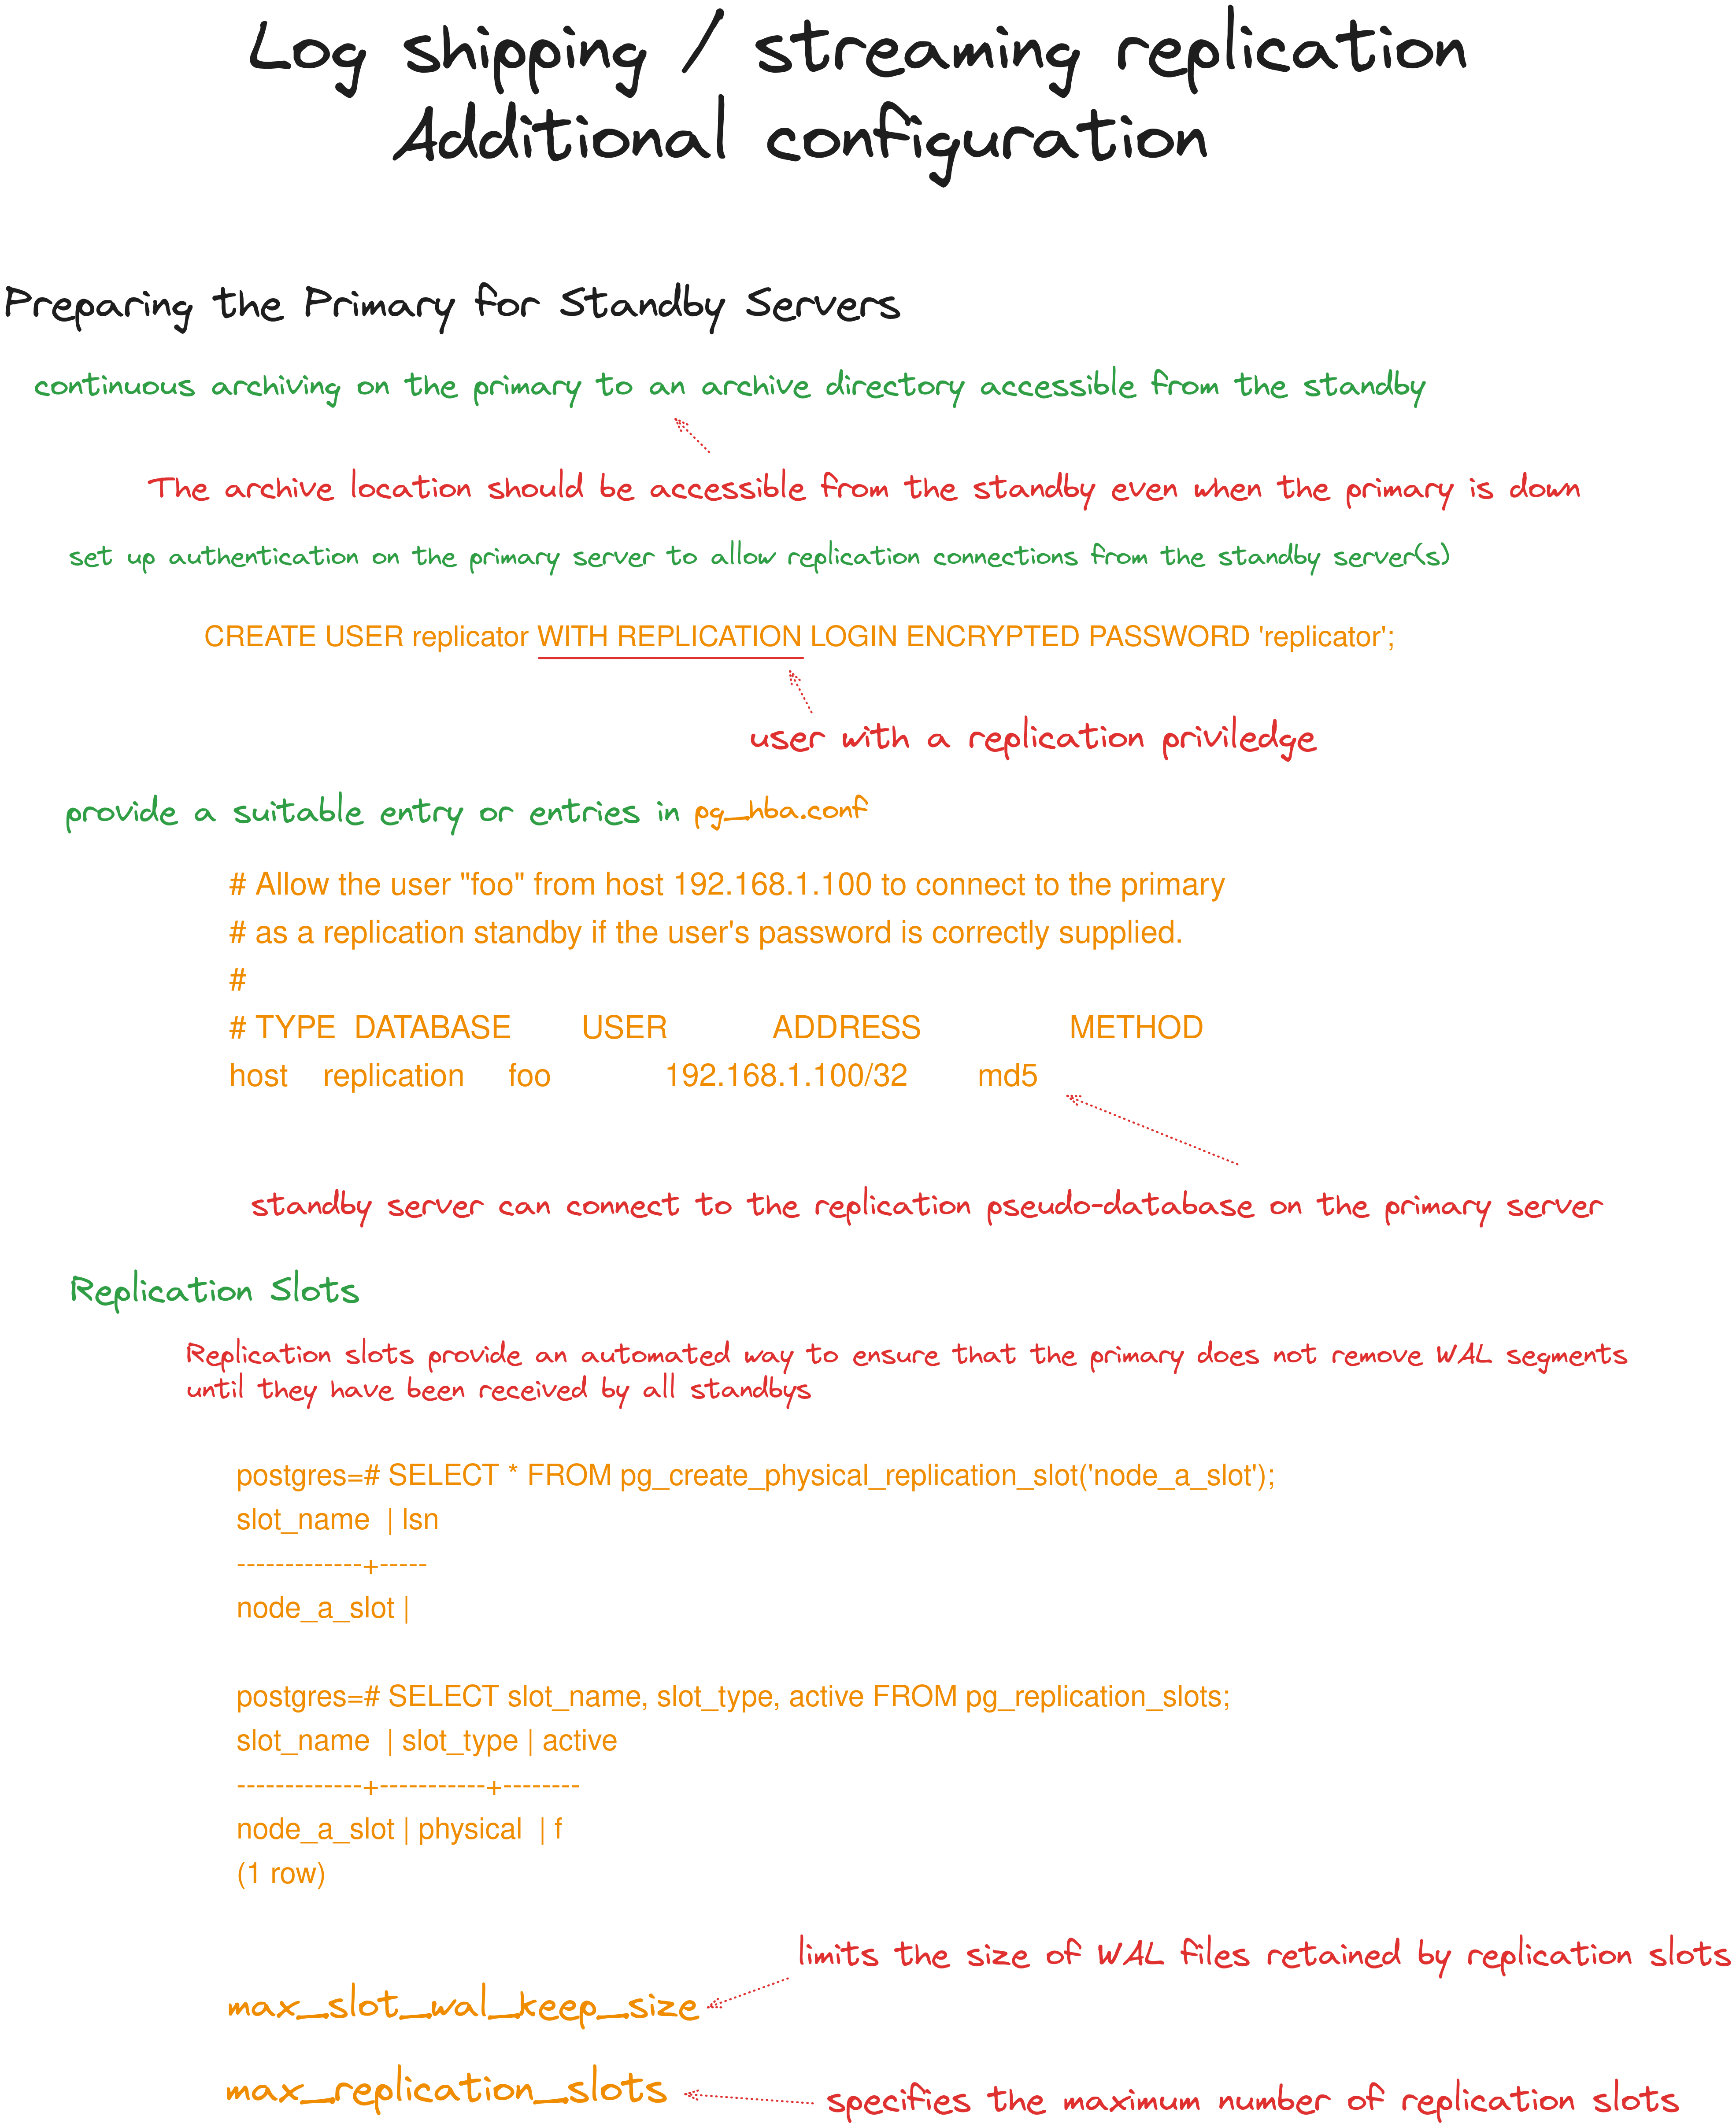 Log shipping / streaming replication
Additional configuration
Preparing the Primary for Standby Servers
continuous archiving on the primary to an archive directory accessible from the standby
The archive location should be accessible from the standby even when the primary is down
set up authentication on the primary server to allow replication connections from the standby server(s)
CREATE USER replicator WITH REPLICATION LOGIN ENCRYPTED PASSWORD 'replicator';
user with a replication priviledge
provide a suitable entry or entries in pg_hba.conf
# Allow the user "foo" from host 192.168.1.100 to connect to the primary
# as a replication standby if the user's password is correctly supplied.
#
# TYPE  DATABASE        USER            ADDRESS                 METHOD
host    replication     foo             192.168.1.100/32        md5
standby server can connect to the replication pseudo-database on the primary server
Replication Slots
Replication slots provide an automated way to ensure that the primary does not remove WAL segments
until they have been received by all standbys
postgres=# SELECT * FROM pg_create_physical_replication_slot('node_a_slot');
slot_name  | lsn
-------------+-----
node_a_slot |
postgres=# SELECT slot_name, slot_type, active FROM pg_replication_slots;
slot_name  | slot_type | active
-------------+-----------+--------
node_a_slot | physical  | f
(1 row)
limits the size of WAL files retained by replication slots
max_slot_wal_keep_size
max_replication_slots
specifies the maximum number of replication slots